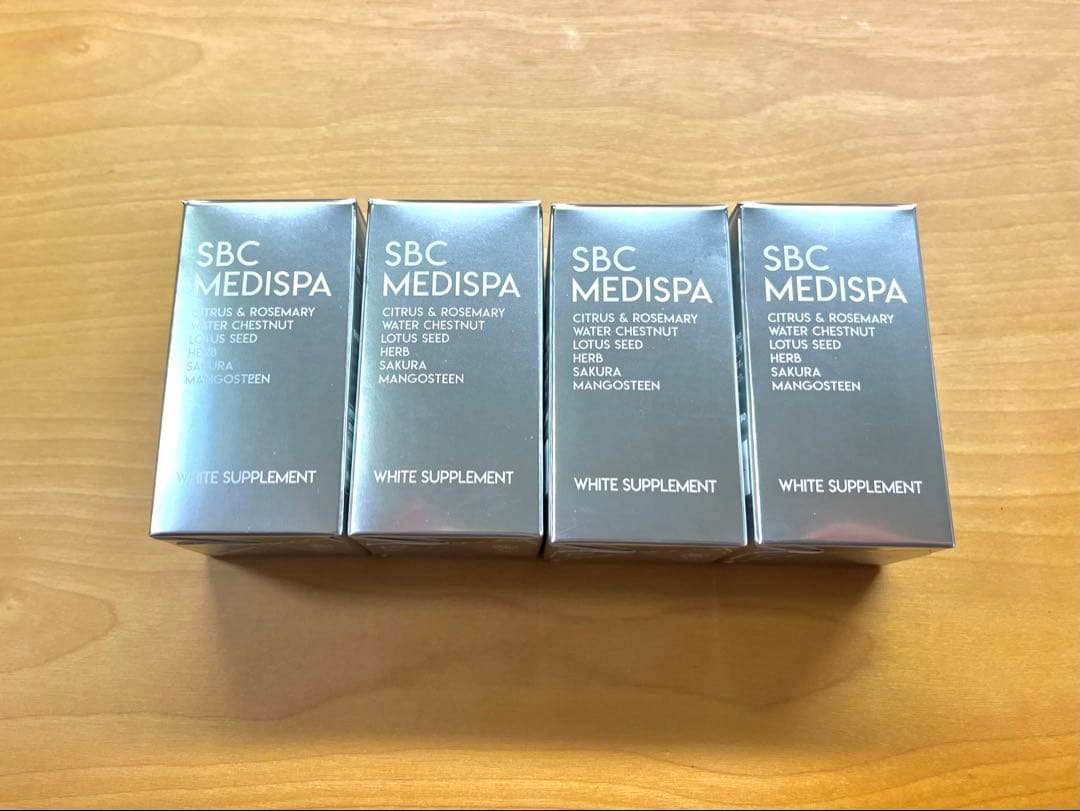 SBC
MEDISPA
CITRUS & ROSEMARY
WATER CHESTNUT
LOTUS SEED
HERB
SAKURA
MANGOSTEEN
WHITE SUPPLEMENT
SBC
MEDISPA
CITRUS & ROSEMARY
WATER CHESTNUT
LOTUS SEED
HERB
SAKURA
MANGOSTEEN
WHITE SUPPLEMENT
SBC
MEDISPA
CITRUS & ROSEMARY
WATER CHESTNUT
LOTUS SEED
HERB
SAKURA
MANGOSTEEN
WHITE SUPPLEMENT
SBC
MEDISPA
CITRUS & ROSEMARY
WATER CHESTNUT
LOTUS SEED
HERB
SAKURA
MANGOSTEEN
WHITE SUPPLEMENT